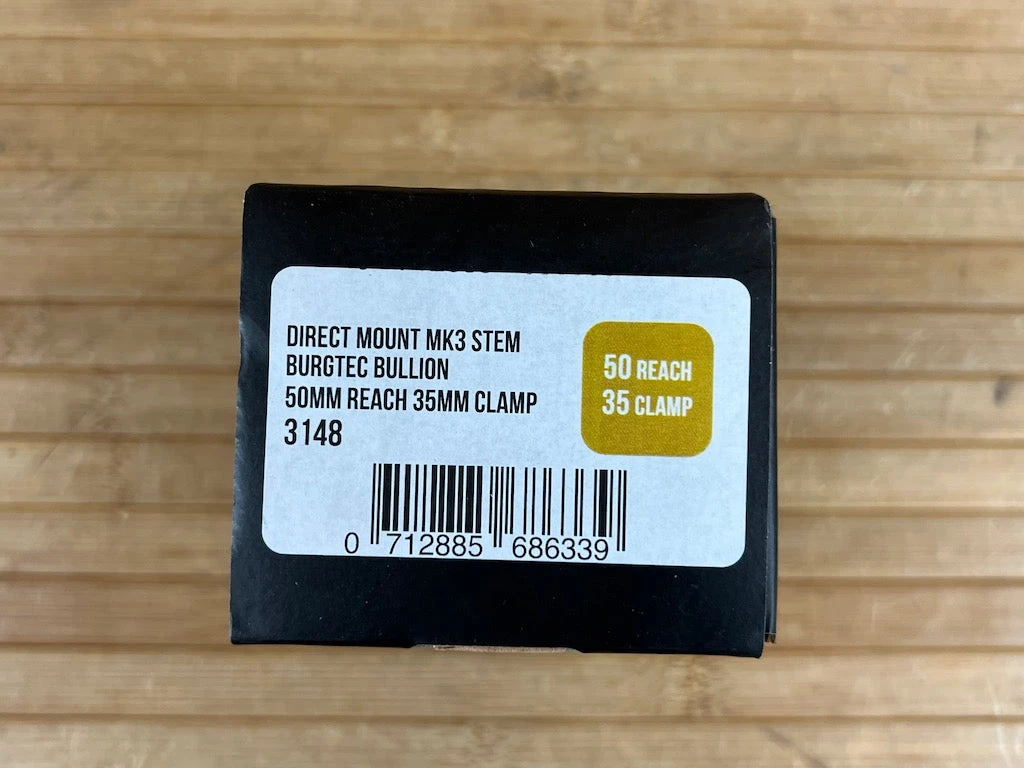 DIRECT MOUNT MK3 STEM
BURGTEC BULLION
50MM REACH 35MM CLAMP
3148
50 REACH
35 CLAMP
0 712885 686339